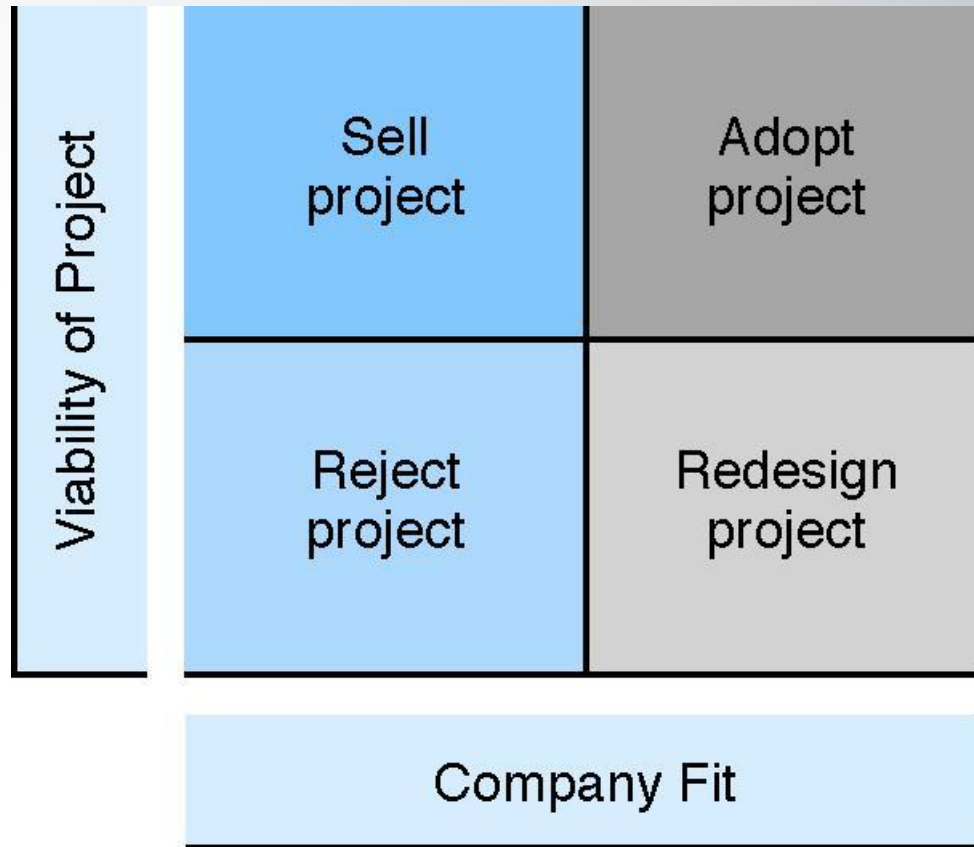 Viability of Project
Sell
project
Adopt
project
Reject
project
Redesign
project
Company Fit